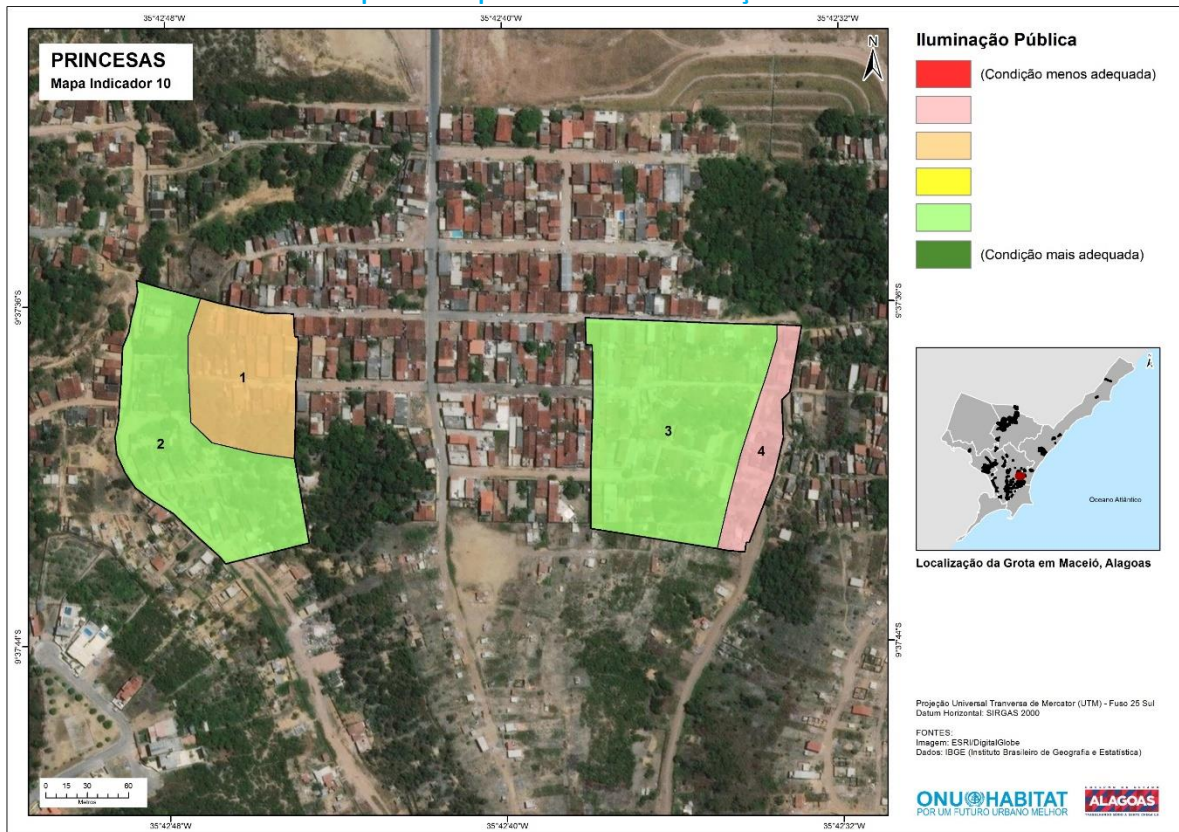 35°42'48"W
35°42'40"W
35°42'32"W
PRINCESAS
Mapa Indicador 10
N
9°37'36"S
9°37'36"S
9°37'44"S
9°37'44"S
1
2
3
4
0 15 30 60
Metros
35°42'48"W
35°42'40"W
35°42'32"W
Iluminação Pública
(Condição menos adequada)
(Condição mais adequada)
Oceano Atlântico
Localização da Grota em Maceió, Alagoas
Projeção Universal Tranversa de Mercator (UTM) - Fuso 25 Sul
Datum Horizontal: SIRGAS 2000
FONTES:
Imagem: ESRI/DigitalGlobe
Dados: IBGE (Instituto Brasileiro de Geografia e Estatística)
ONU HABITAT
POR UM FUTURO URBANO MELHOR
ALAGOAS